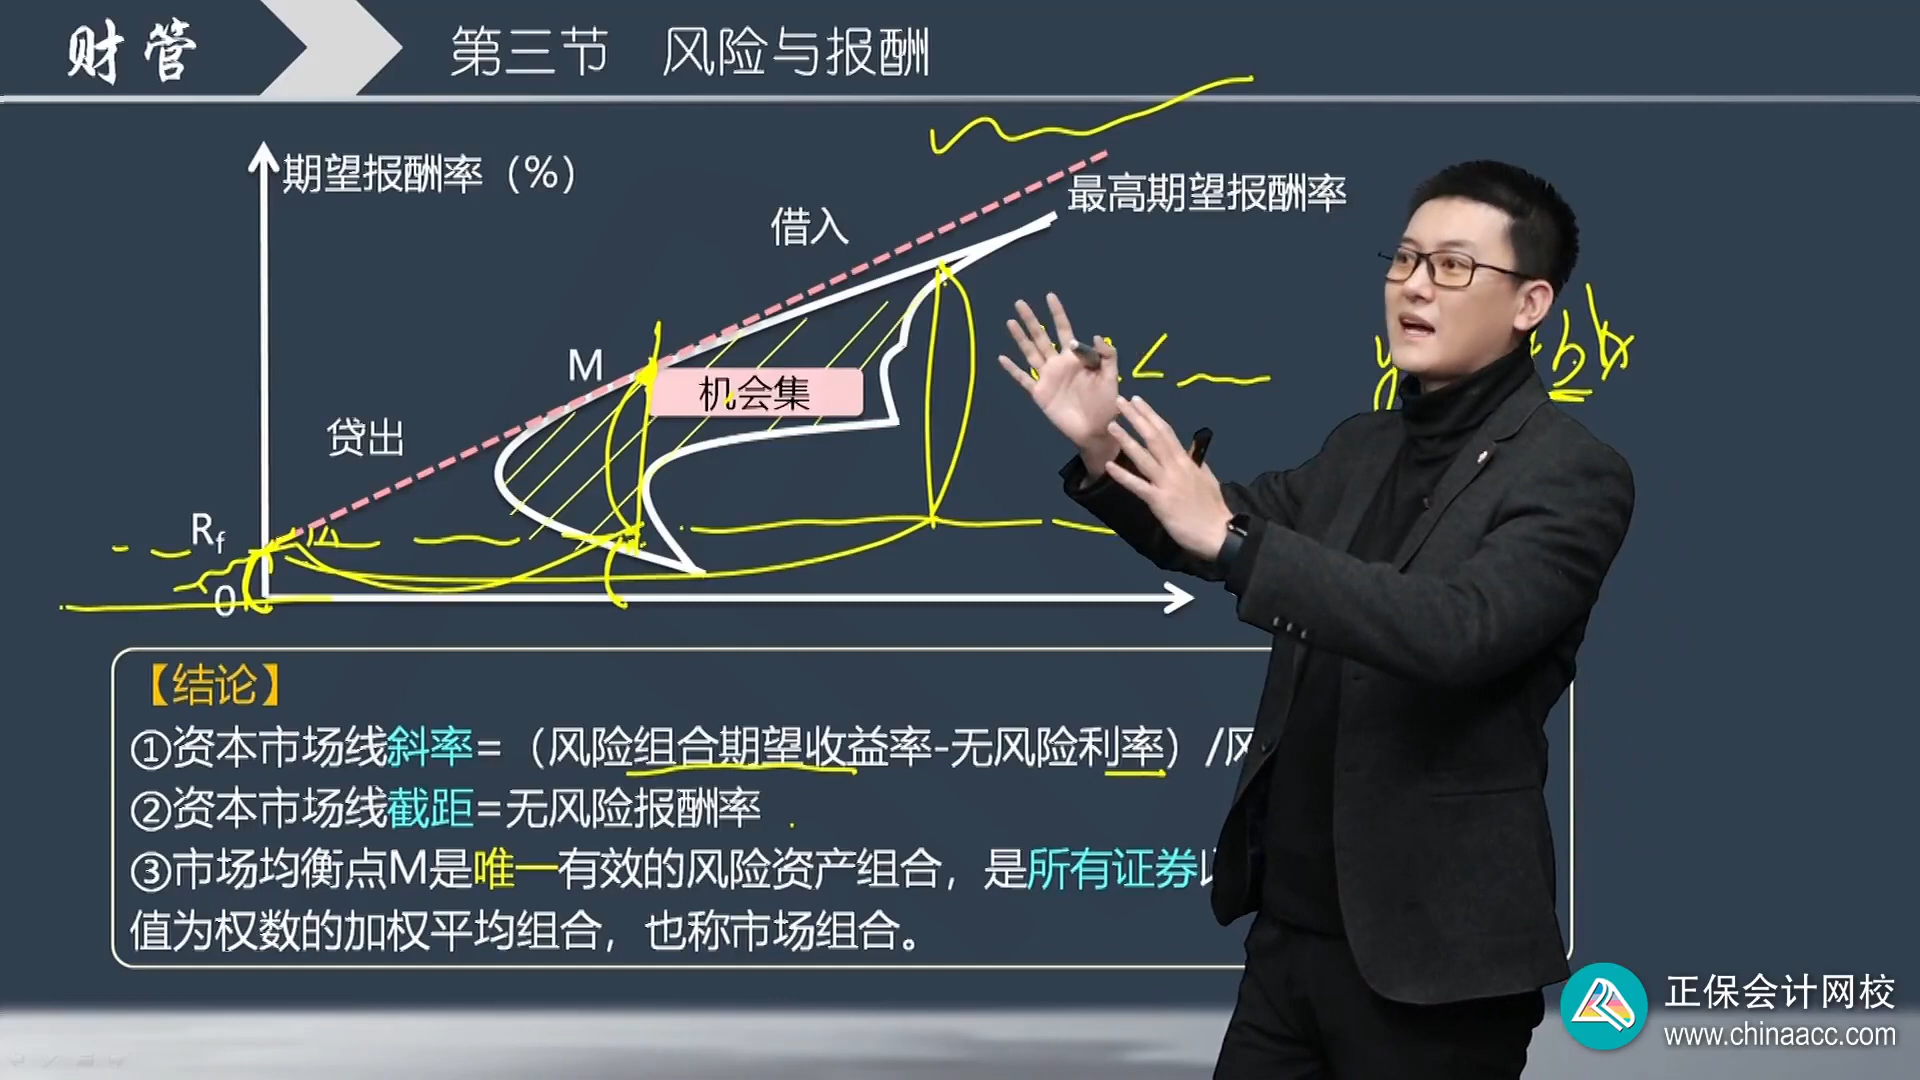 财管
第三节 风险与报酬
期望报酬率（%）
最高期望报酬率
借入
M
机会集
贷出
Rf
0
【结论】
①资本市场线斜率=（风险组合期望收益率-无风险利率）/风
②资本市场线截距=无风险报酬率
③市场均衡点M是唯一有效的风险资产组合，是所有证券以
值为权数的加权平均组合，也称市场组合。
正保会计网校
www.chinaacc.com